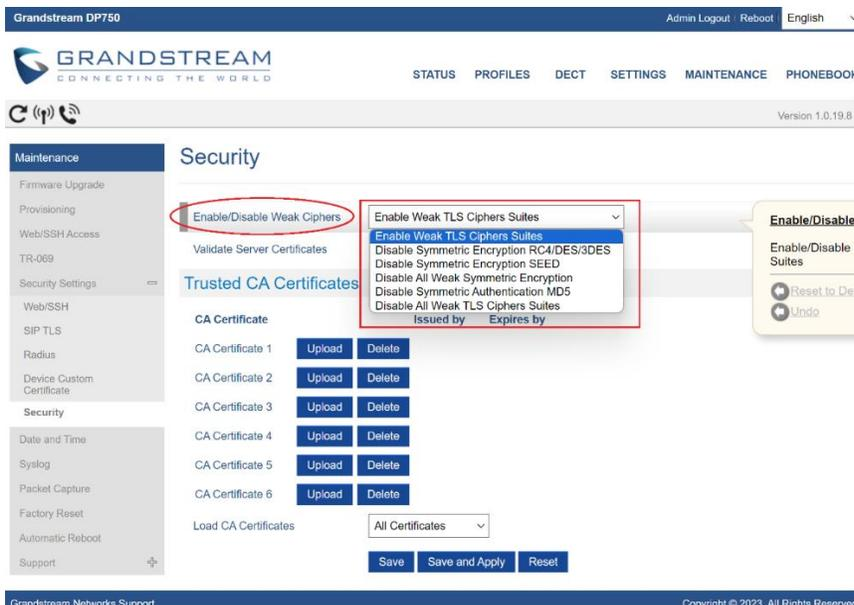 Grandstream DP750
Admin Logout | Reboot | English
GRANDSTREAM
CONNECTING THE WORLD
STATUS PROFILES DECT SETTINGS MAINTENANCE PHONEBOOK
Version 1.0.19.8
Maintenance
Firmware Upgrade
Provisioning
Web/SSH Access
TR-069
Security Settings
Web/SSH
SIP TLS
Radius
Device Custom
Certificate
Security
Date and Time
Syslog
Packet Capture
Factory Reset
Automatic Reboot
Support
Security
Enable/Disable Weak Ciphers
Enable Weak TLS Ciphers Suites
Enable Weak TLS Ciphers Suites
Disable Symmetric Encryption RC4/DES/3DES
Disable Symmetric Encryption SEED
Disable All Weak Symmetric Encryption
Disable Symmetric Authentication MD5
Disable All Weak TLS Ciphers Suites
Validate Server Certificates
Trusted CA Certificates
CA Certificate Issued by Expires by
CA Certificate 1 Upload Delete
CA Certificate 2 Upload Delete
CA Certificate 3 Upload Delete
CA Certificate 4 Upload Delete
CA Certificate 5 Upload Delete
CA Certificate 6 Upload Delete
Load CA Certificates All Certificates
Save Save and Apply Reset
Enable/Disable
Enable/Disable
Suites
Reset to De
Undo
Grandstream Networks Support
Copyright © 2023. All Rights Reserved